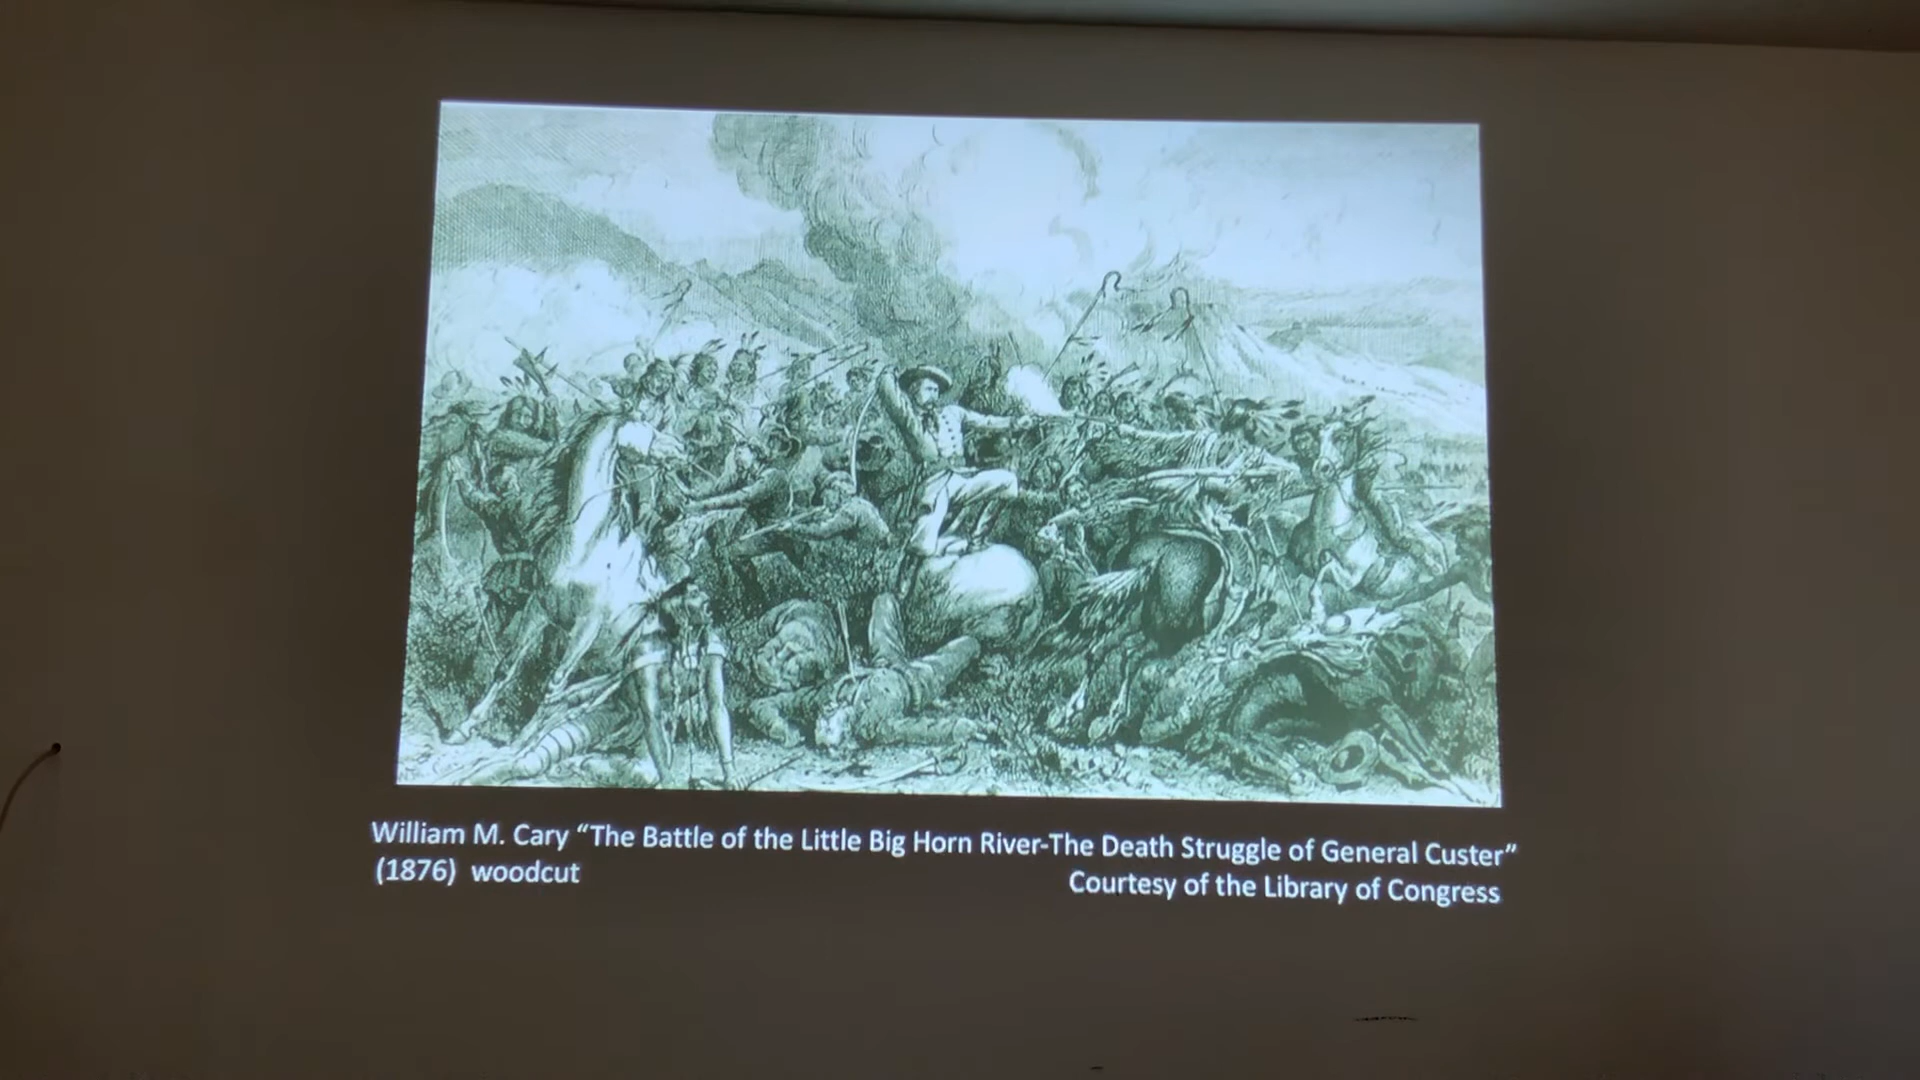 William M. Cary “The Battle of the Little Big Horn River-The Death Struggle of General Custer”
(1876) woodcut
Courtesy of the Library of Congress